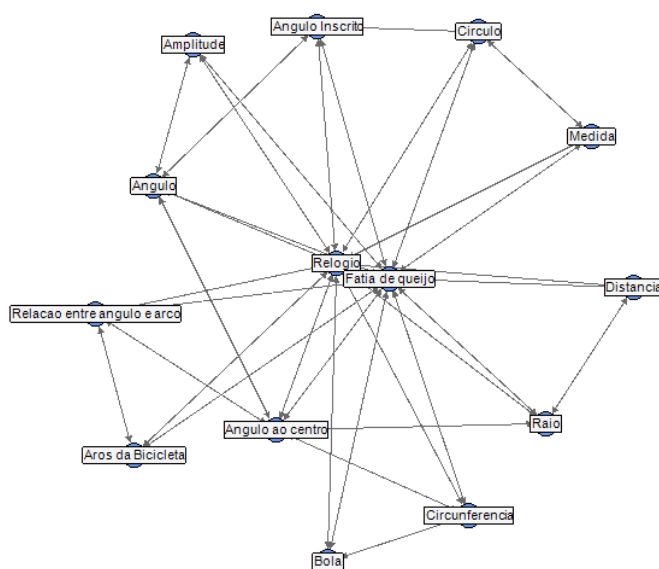 Angulo Inscrito
Circulo
Amplitude
Medida
Angulo
Relogio
Fatia de queijo
Distancia
Relacao entre angulo e arco
Raio
Angulo ao centro
Aros da Bicicleta
Circunferencia
Bola